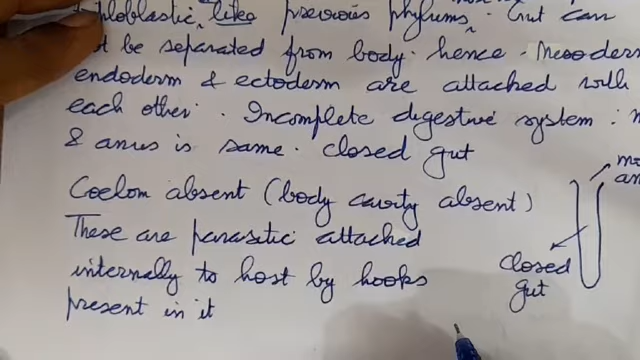 like previous phylums. Gut can
be separated from body. hence. Mesoderm
endoderm & ectoderm are attached with
each other. Incomplete digestive system:
& anus is same. closed gut
Coelom absent (body cavity absent)
These are parasitic attached
internally to host by hooks
present in it
closed
gut